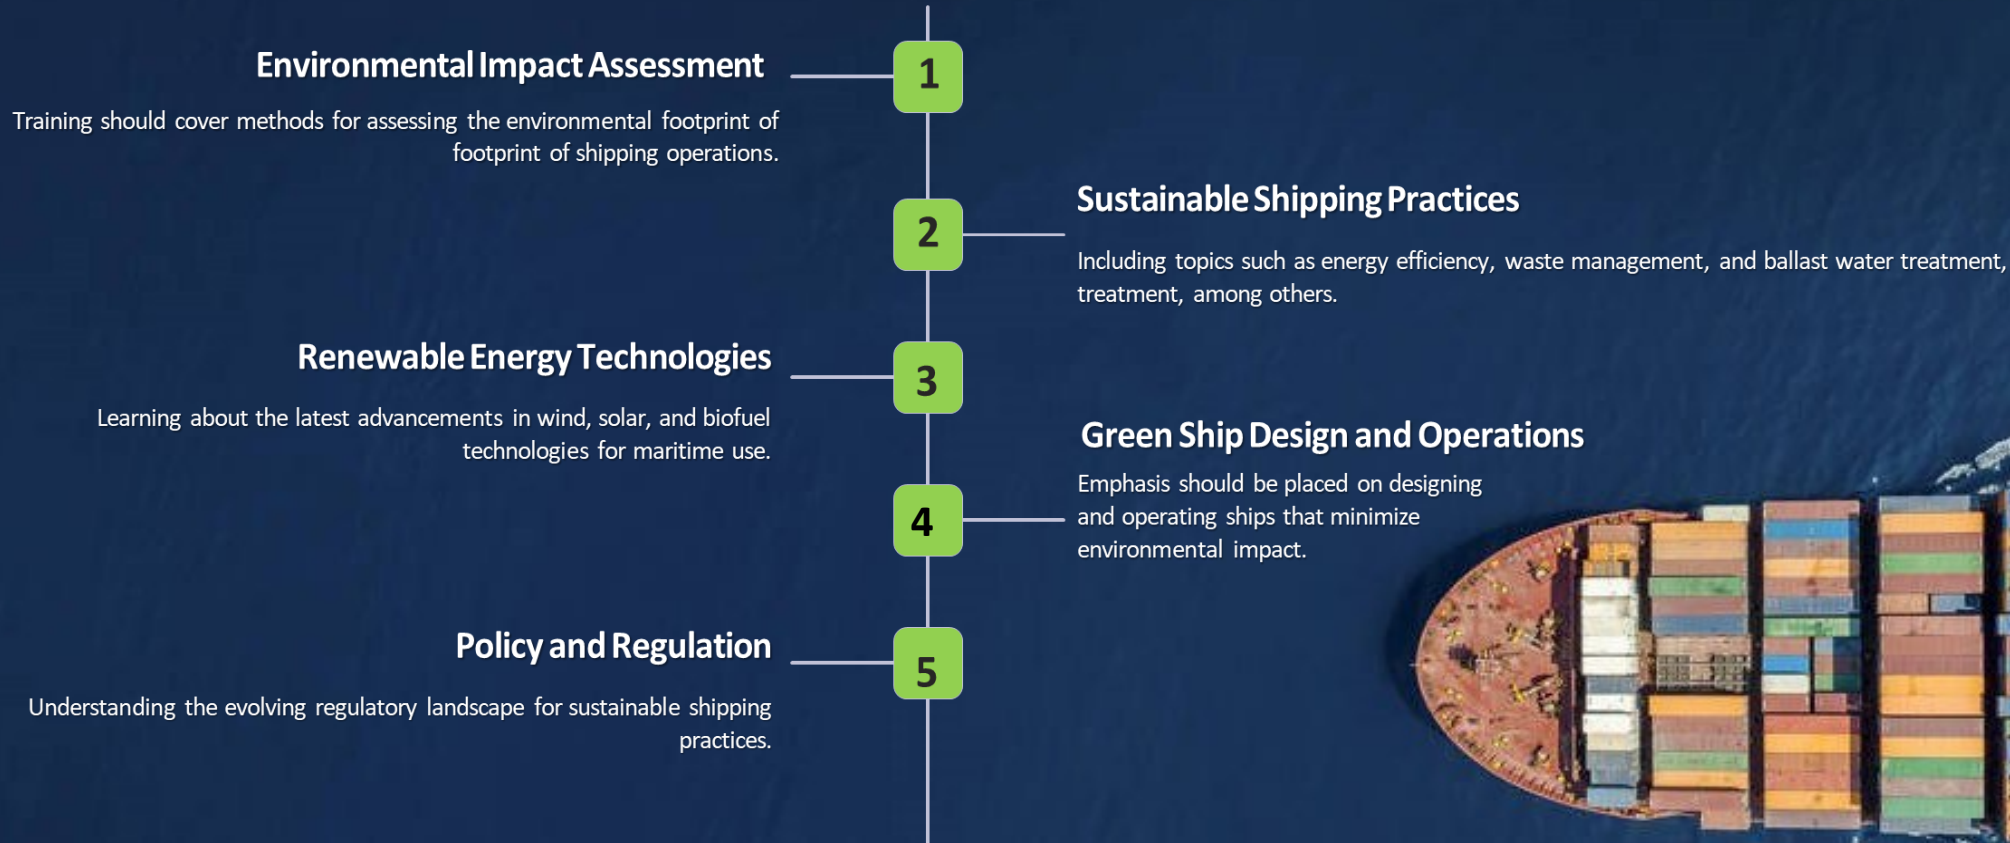 Environmental Impact Assessment
1
Training should cover methods for assessing the environmental footprint of
footprint of shipping operations.
Sustainable Shipping Practices
2
Including topics such as energy efficiency, waste management, and ballast water treatment,
treatment, among others.
Renewable Energy Technologies
3
Learning about the latest advancements in wind, solar, and biofuel
technologies for maritime use.
Green Ship Design and Operations
4
Emphasis should be placed on designing
and operating ships that minimize
environmental impact.
Policy and Regulation
5
Understanding the evolving regulatory landscape for sustainable shipping
practices.